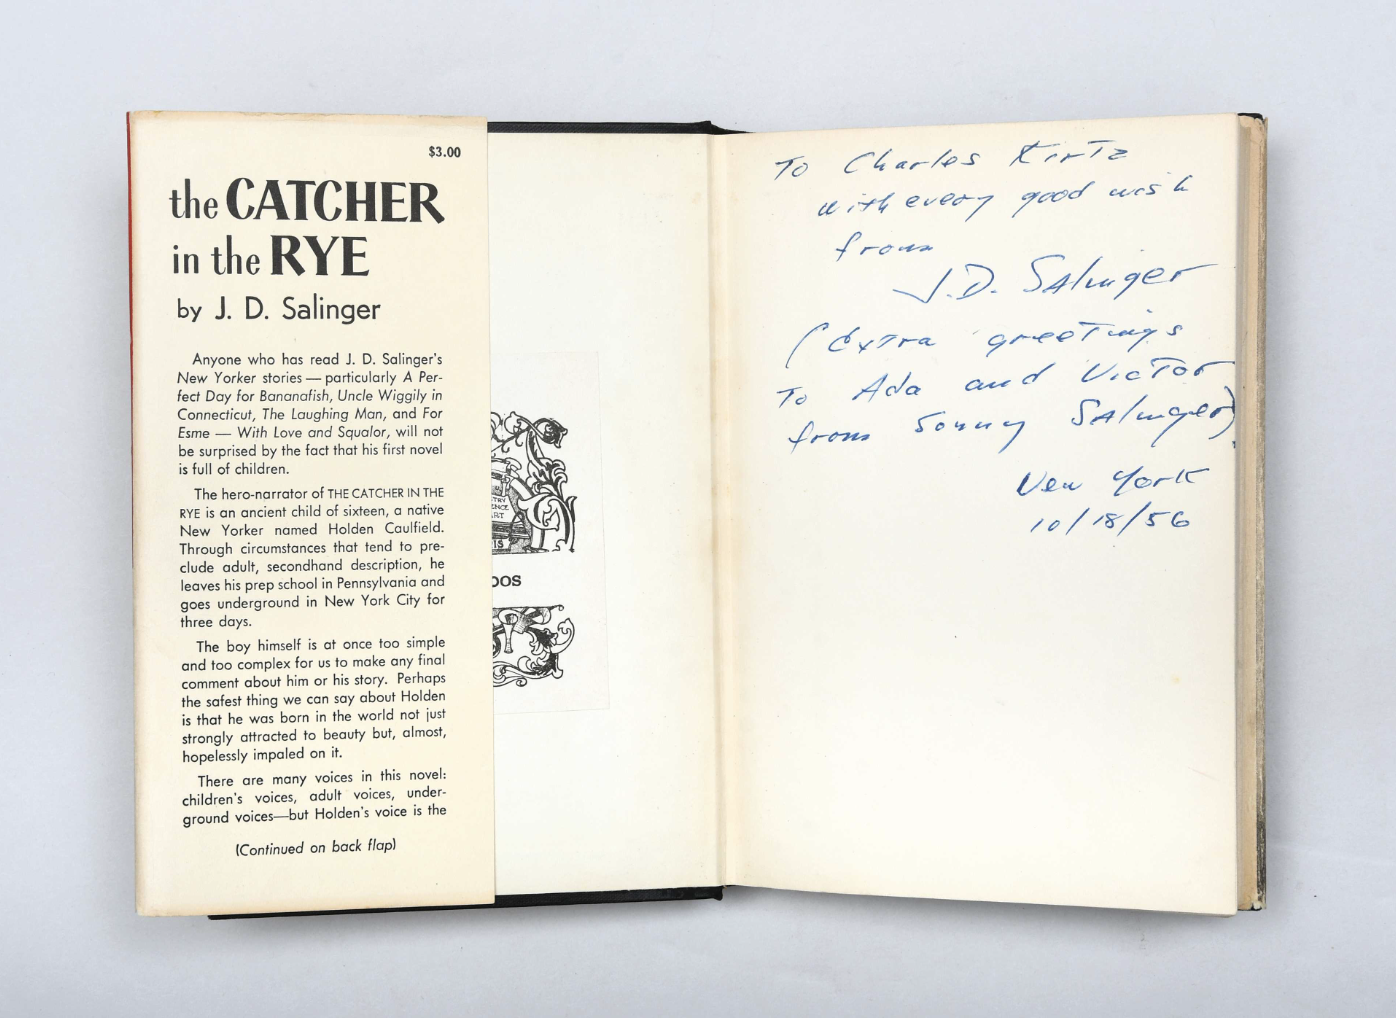 $3.00
the CATCHER
in the RYE
by J. D. Salinger
Anyone who has read J. D. Salinger's
New Yorker stories — particularly A Per-
fect Day for Bananafish, Uncle Wiggily in
Connecticut, The Laughing Man, and For
Esme — With Love and Squalor, will not
be surprised by the fact that his first novel
is full of children.
The hero-narrator of THE CATCHER IN THE
RYE is an ancient child of sixteen, a native
New Yorker named Holden Caulfield.
Through circumstances that tend to pre-
clude adult, secondhand description, he
leaves his prep school in Pennsylvania and
goes underground in New York City for
three days.
The boy himself is at once too simple
and too complex for us to make any final
comment about him or his story. Perhaps
the safest thing we can say about Holden
is that he was born in the world not just
strongly attracted to beauty but, almost,
hopelessly impaled on it.
There are many voices in this novel:
children's voices, adult voices, under-
ground voices—but Holden's voice is the
(Continued on back flap)
OOS
To Charles Kirtz
with every good wish
from
J.D. Salinger
(Extra greetings
To Ada and Victor
from Sonny Salinger)
New York
10/18/56